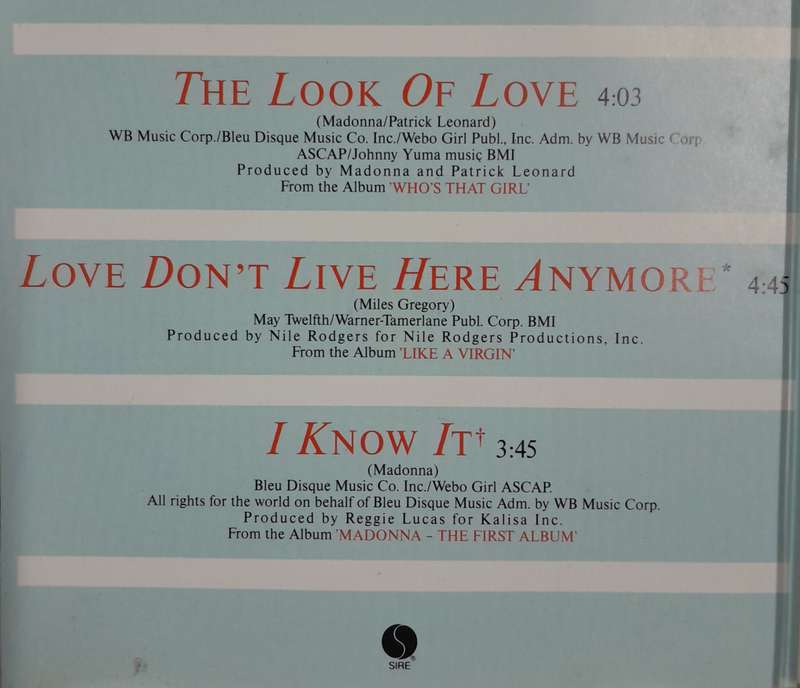 THE LOOK OF LOVE 4:03
(Madonna/Patrick Leonard)
WB Music Corp./Bleu Disque Music Co. Inc./Webo Girl Publ., Inc. Adm. by WB Music Corp.
ASCAP/Johnny Yuma music BMI
Produced by Madonna and Patrick Leonard
From the Album 'WHO'S THAT GIRL'
LOVE DON'T LIVE HERE ANYMORE* 4:45
(Miles Gregory)
May Twelfth/Warner-Tamerlane Publ. Corp. BMI
Produced by Nile Rodgers for Nile Rodgers Productions, Inc.
From the Album 'LIKE A VIRGIN'
I KNOW IT† 3:45
(Madonna)
Bleu Disque Music Co. Inc./Webo Girl ASCAP.
All rights for the world on behalf of Bleu Disque Music Adm. by WB Music Corp.
Produced by Reggie Lucas for Kalisa Inc.
From the Album 'MADONNA – THE FIRST ALBUM'
SIRE®